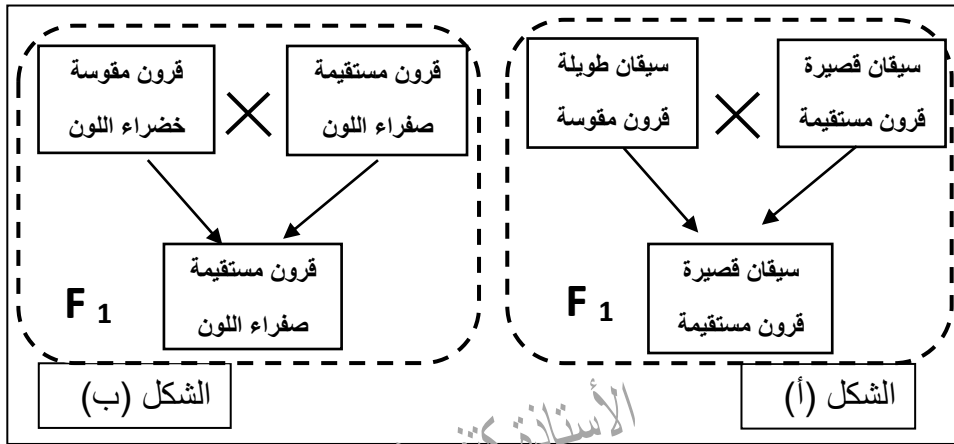 سيقان قصيرة
قرون مستقيمة
سيقان طويلة
قرون مقوسة
سيقان قصيرة
قرون مستقيمة
F 1
الشكل (أ)
قرون مستقيمة
صفراء اللون
قرون مقوسة
خضراء اللون
قرون مستقيمة
صفراء اللون
F 1
الشكل (ب)
الأستاذة